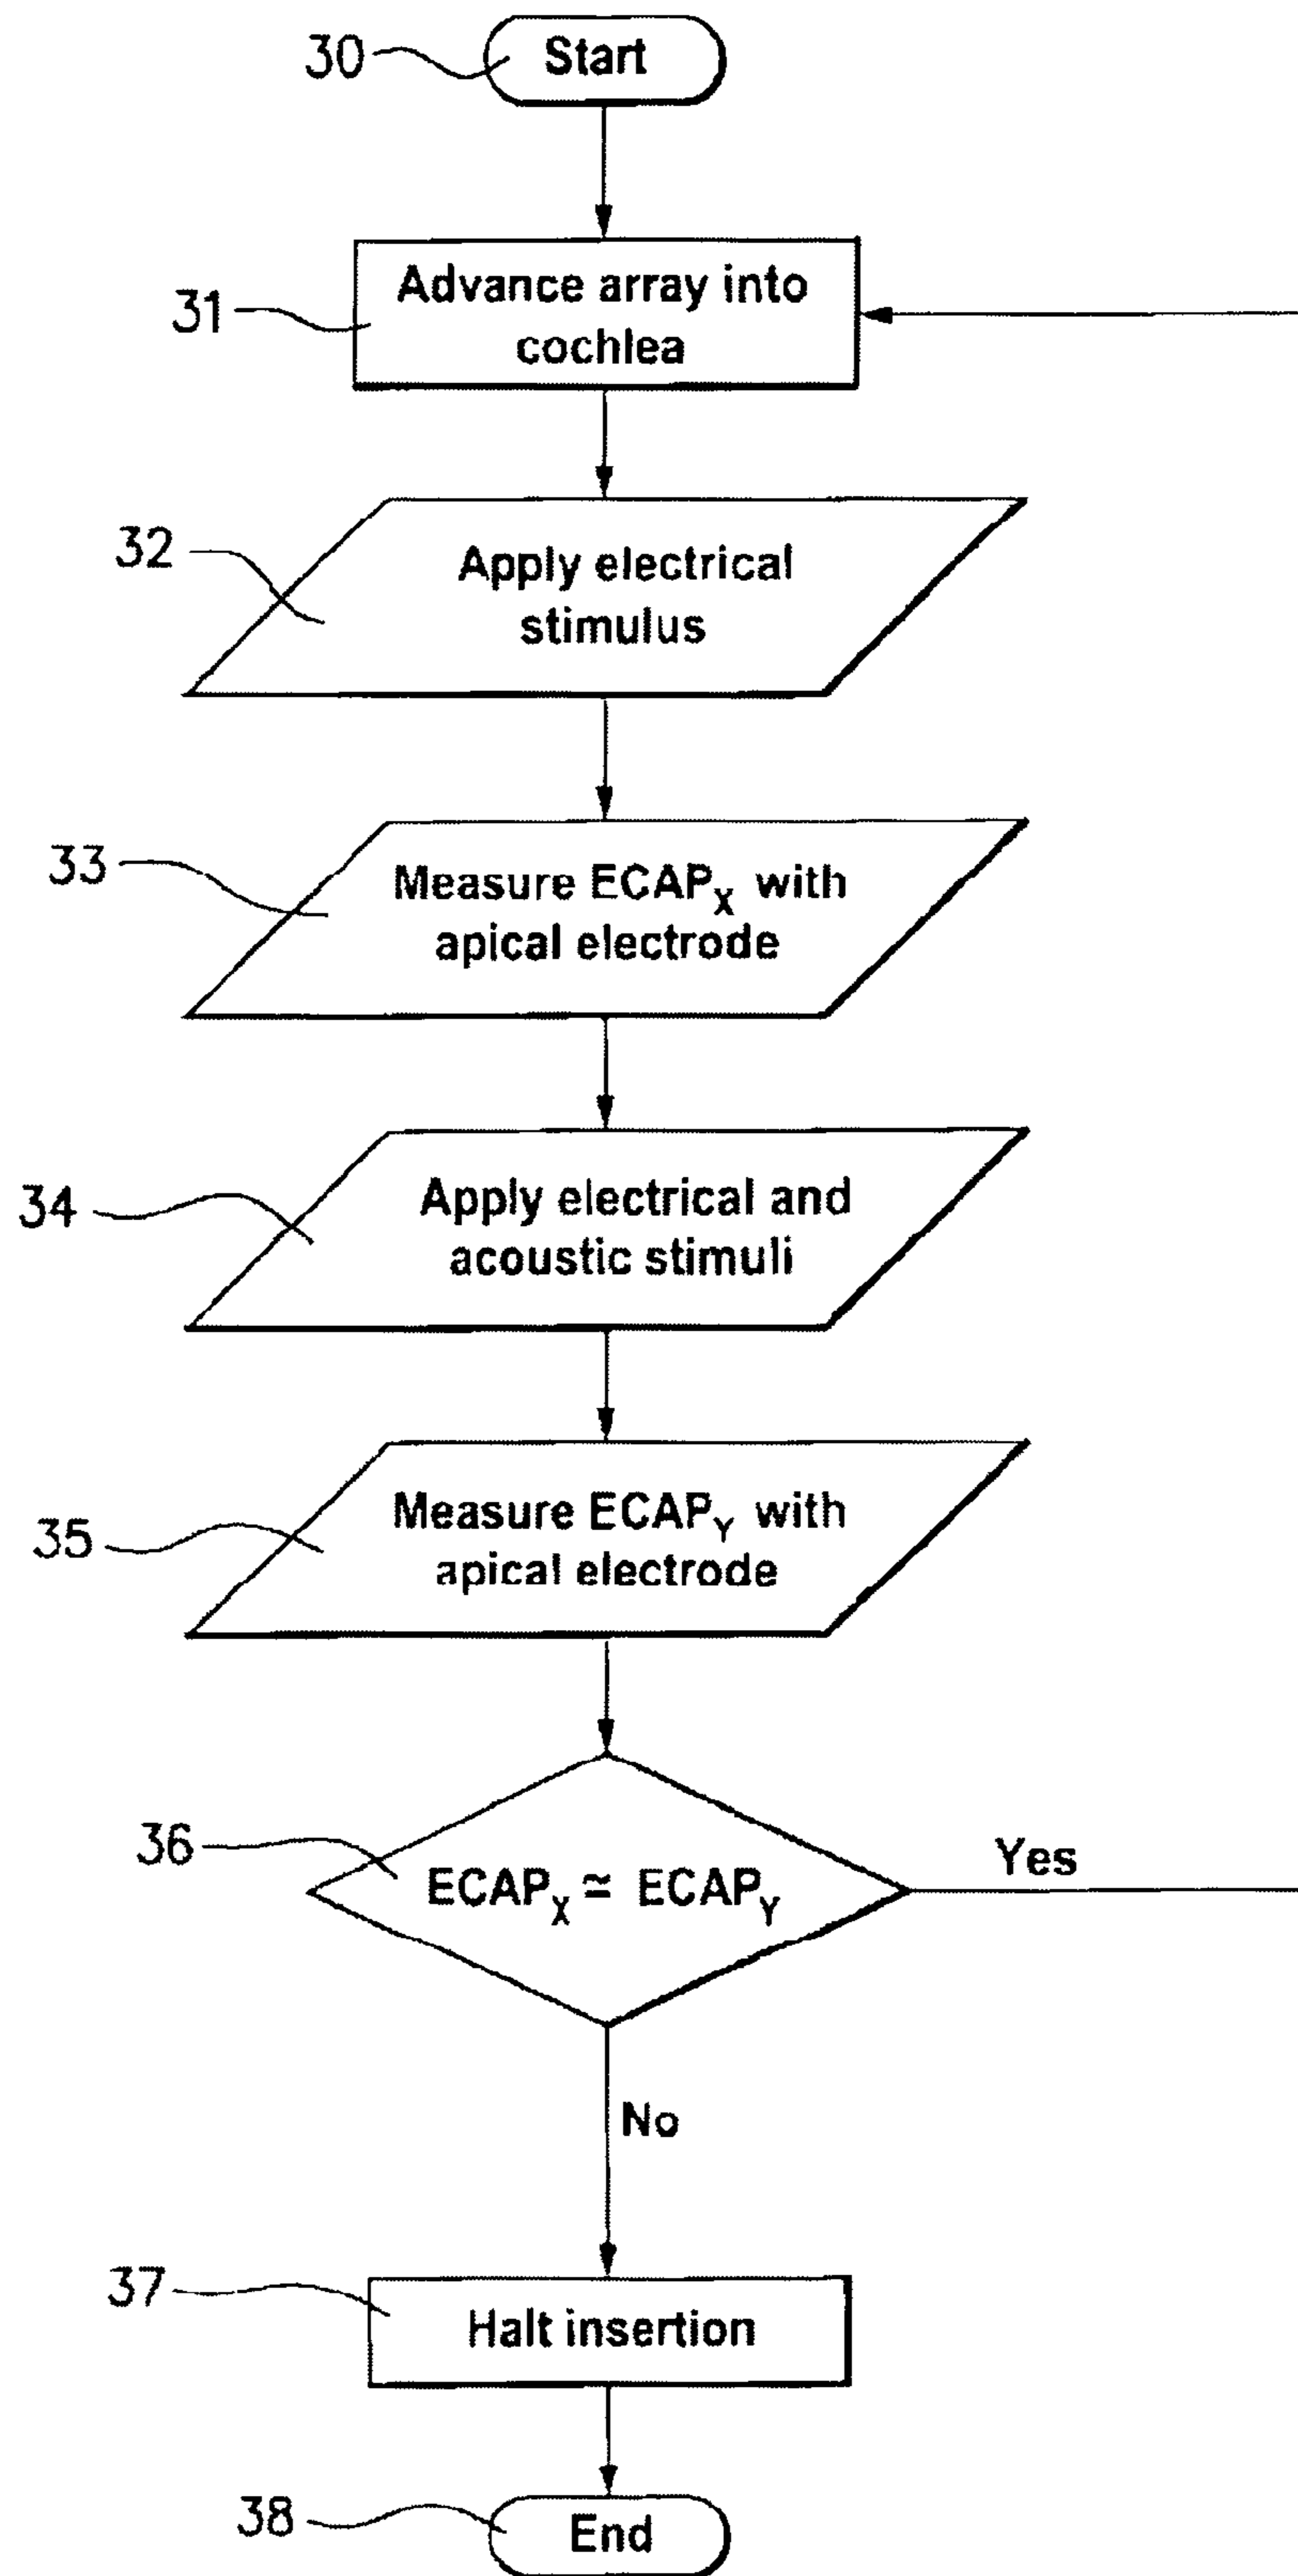 30
Start
31
Advance array into
cochlea
32
Apply electrical
stimulus
33
Measure ECAPX with
apical electrode
34
Apply electrical and
acoustic stimuli
35
Measure ECAPY with
apical electrode
36
ECAPX ≃ ECAPY
Yes
No
37
Halt insertion
38
End